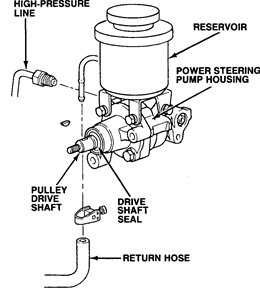 HIGH-PRESSURE
LINE
RESERVOIR
POWER STEERING
PUMP HOUSING
PULLEY
DRIVE
SHAFT
DRIVE
SHAFT
SEAL
RETURN HOSE